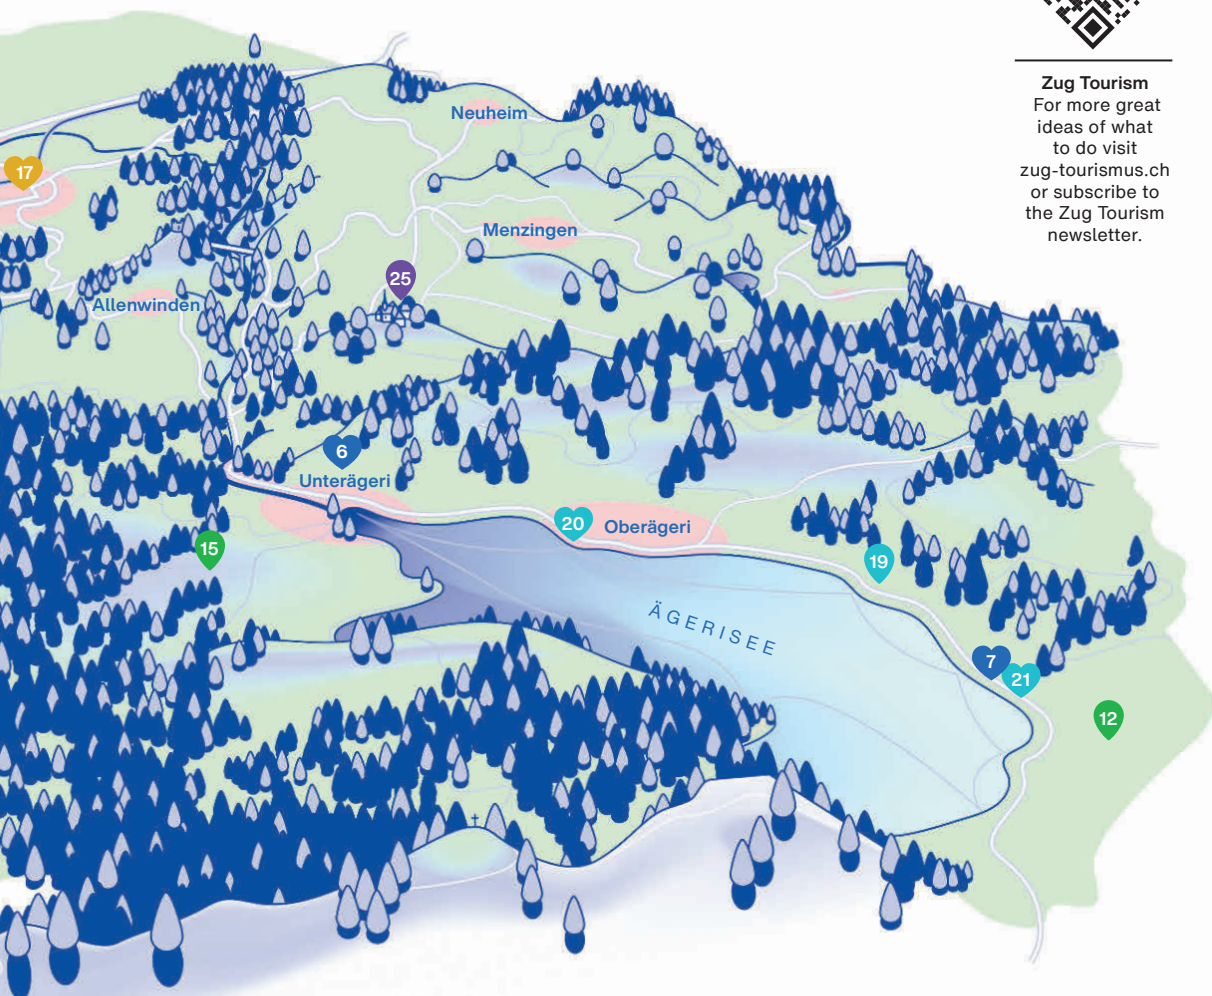 Zug Tourism
For more great
ideas of what
to do visit
zug-tourismus.ch
or subscribe to
the Zug Tourism
newsletter.
Neuheim
17
Menzingen
25
Allenwinden
6
Unterägeri
20
Oberägeri
15
19
ÄGERISEE
7
21
12